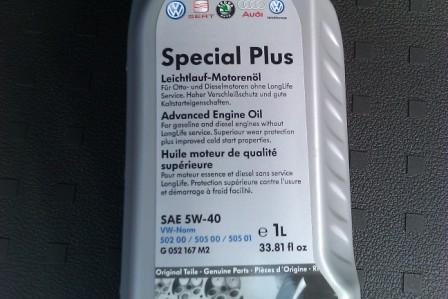 SEAT Audi
Special Plus
Leichtlauf-Motorenöl
Für Otto- und Dieselmotoren ohne LongLife
Service. Hoher Verschleißschutz und gute
Kaltstarteigenschaften.
Advanced Engine Oil
For gasoline and diesel engines without
LongLife service. Superiour wear protection
plus improved cold start properties.
Huile moteur de qualité
supérieure
Pour moteur essence et diesel sans service
LongLife. Protection supérieure contre l'usure
et démarrage à froid facilité.
SAE 5W-40
VW-Norm
502 00 / 505 00 / 505 01
G 052 167 M2
e 1L
33.81 fl oz
Original Teile · Genuine Parts · Pièces d'Origine ·